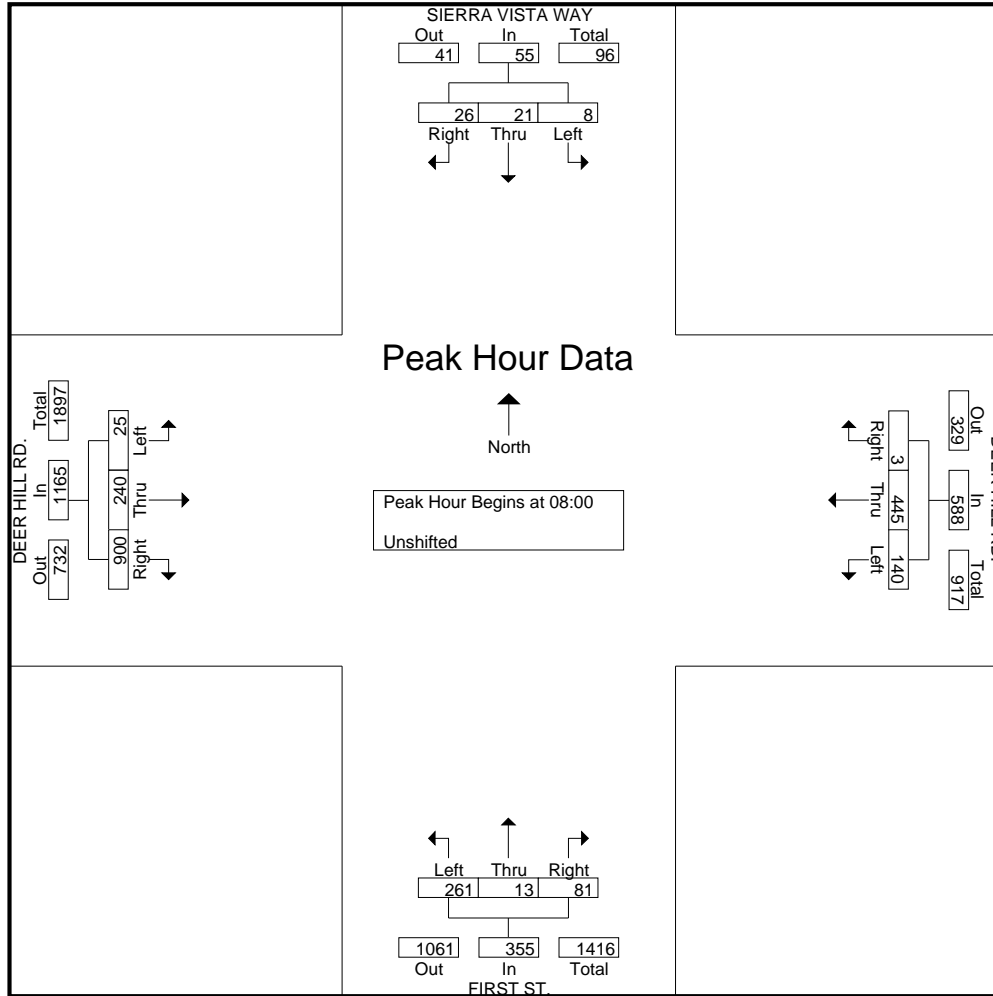 SIERRA VISTA WAY
Out In Total
41 55 96
26 21 8
Right Thru Left
Peak Hour Data
North
Peak Hour Begins at 08:00
Unshifted
DEER HILL RD.
Total In Out
1897 1165 732
25 240 900
Left Thru Right
Out In Total
329 588 917
3 445 140
Right Thru Left
Left Thru Right
261 13 81
1061 355 1416
Out In Total
FIRST ST.